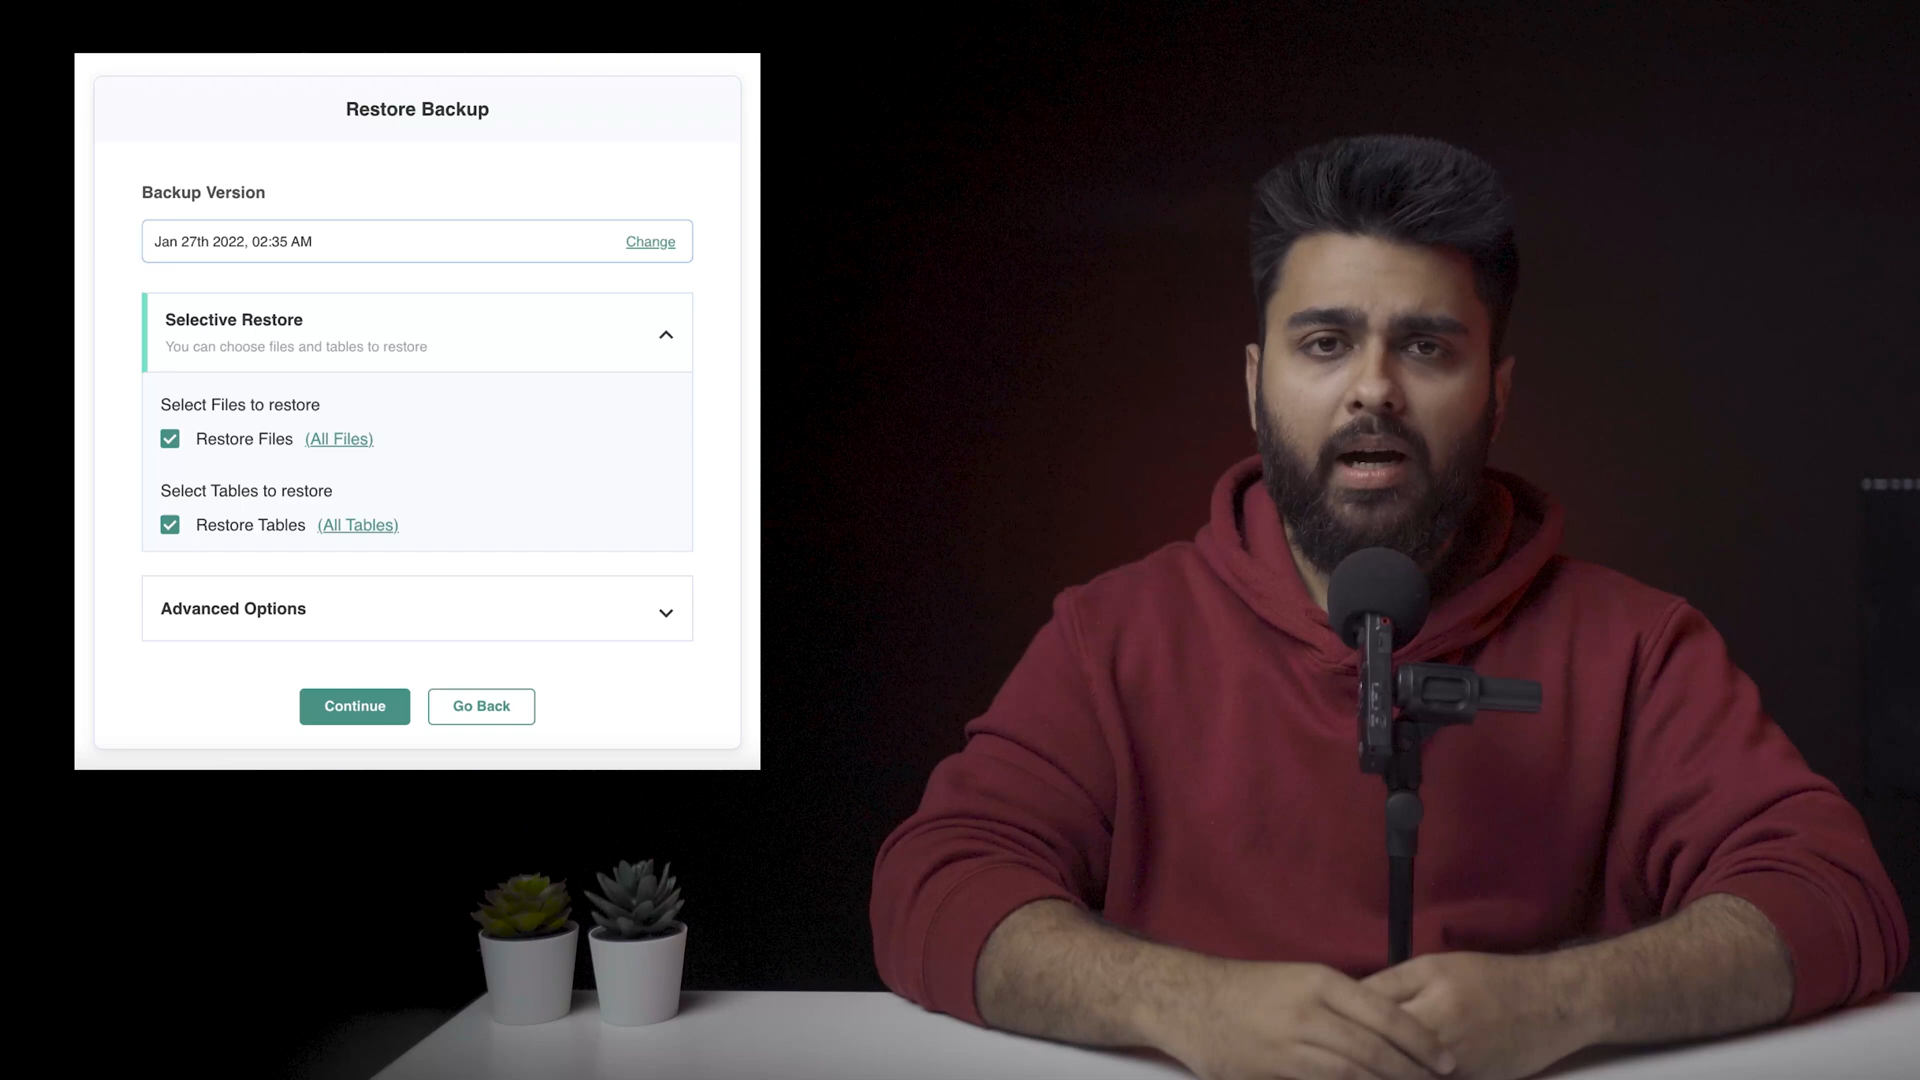 Restore Backup
Backup Version
Jan 27th 2022, 02:35 AM Change
Selective Restore
You can choose files and tables to restore
Select Files to restore
Restore Files (All Files)
Select Tables to restore
Restore Tables (All Tables)
Advanced Options
Continue Go Back